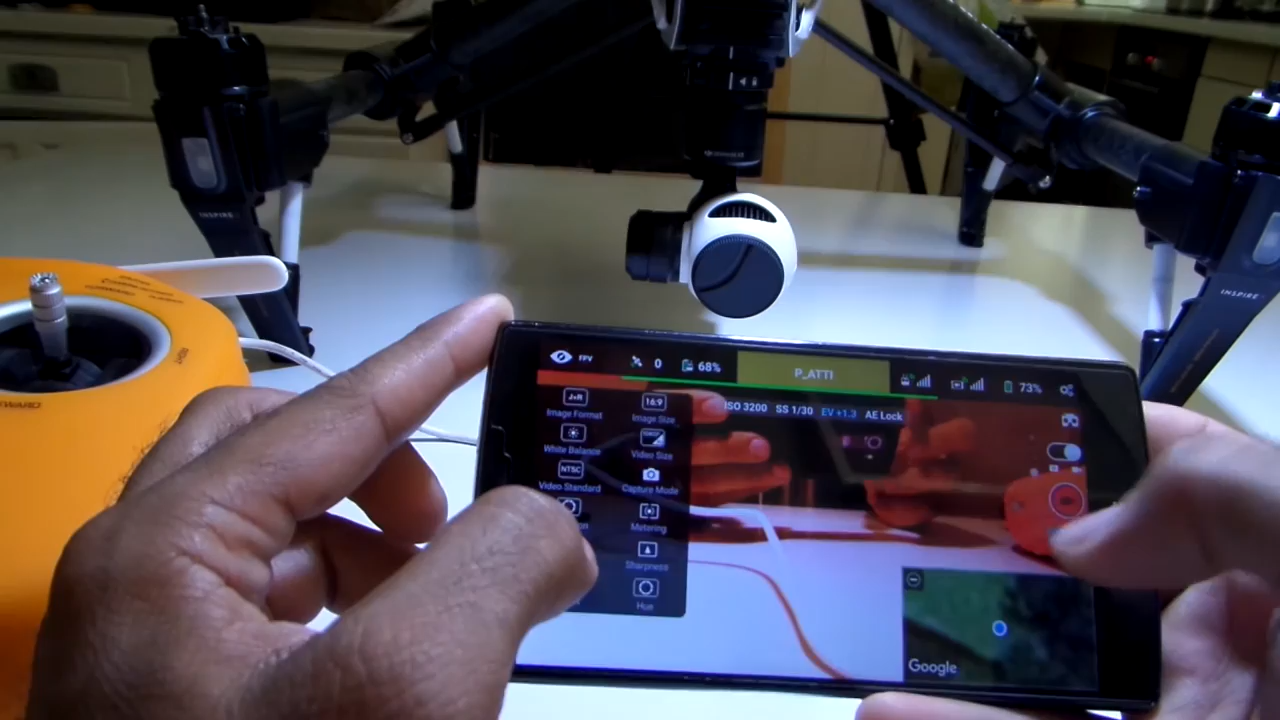 INSPIRE
INSPIRE
FPV
0
68%
P_ATTI
73%
ISO 3200 SS 1/30 EV +1.3 AE Lock
J+R
Image Format
16:9
Image Size
White Balance
Video Size
NTSC
Video Standard
Capture Mode
Metering
Sharpness
Hue
Google